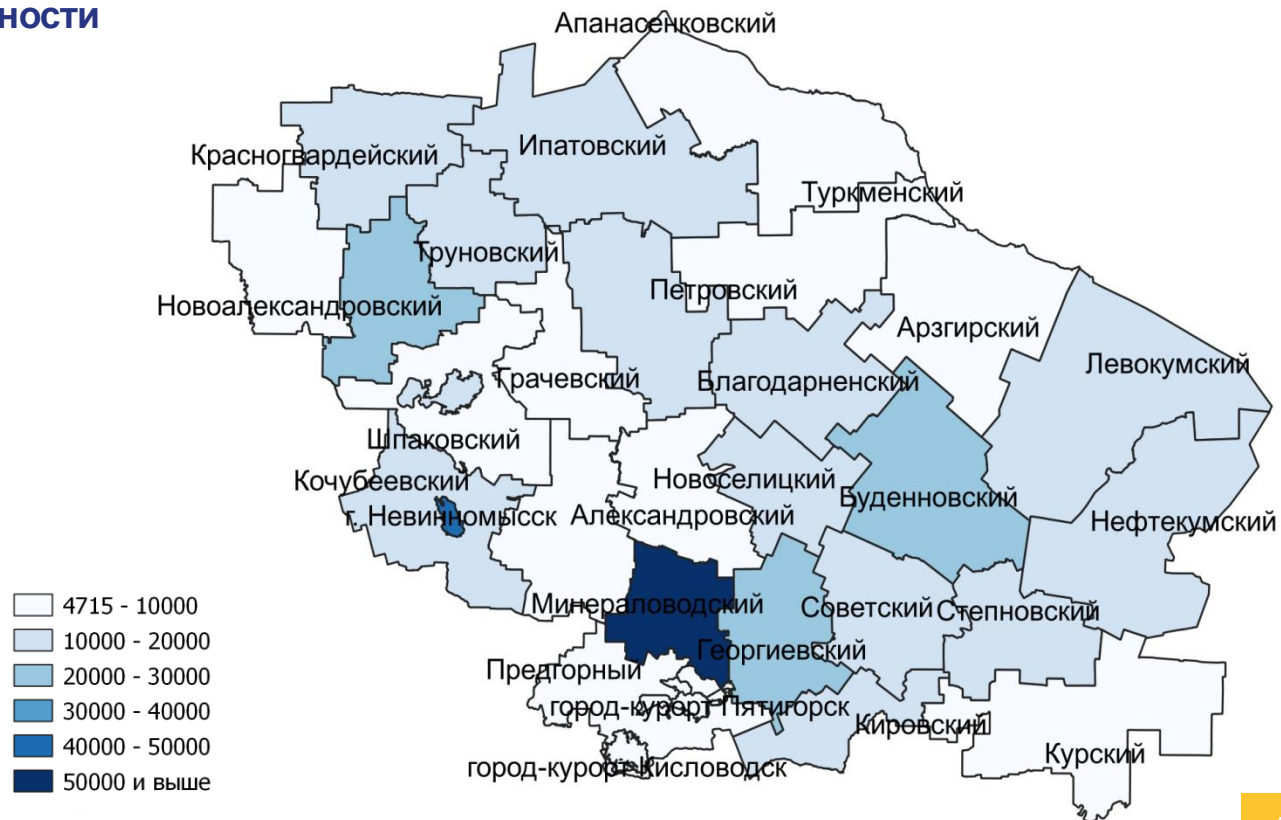 ности
Апанасенковский
Красногвардейский
Ипатовский
Туркменский
Труновский
Петровский
Новоалександровский
Арзгирский
Левокумский
Грачевский
Благодарненский
Шпаковский
Кочубеевский
Новоселицкий
Буденновский
г. Невинномысск
Александровский
Нефтекумский
Минераловодский
Советский
Степновский
Георгиевский
Предгорный
город-курорт Пятигорск
Кировский
Курский
город-курорт Кисловодск
4715 - 10000
10000 - 20000
20000 - 30000
30000 - 40000
40000 - 50000
50000 и выше